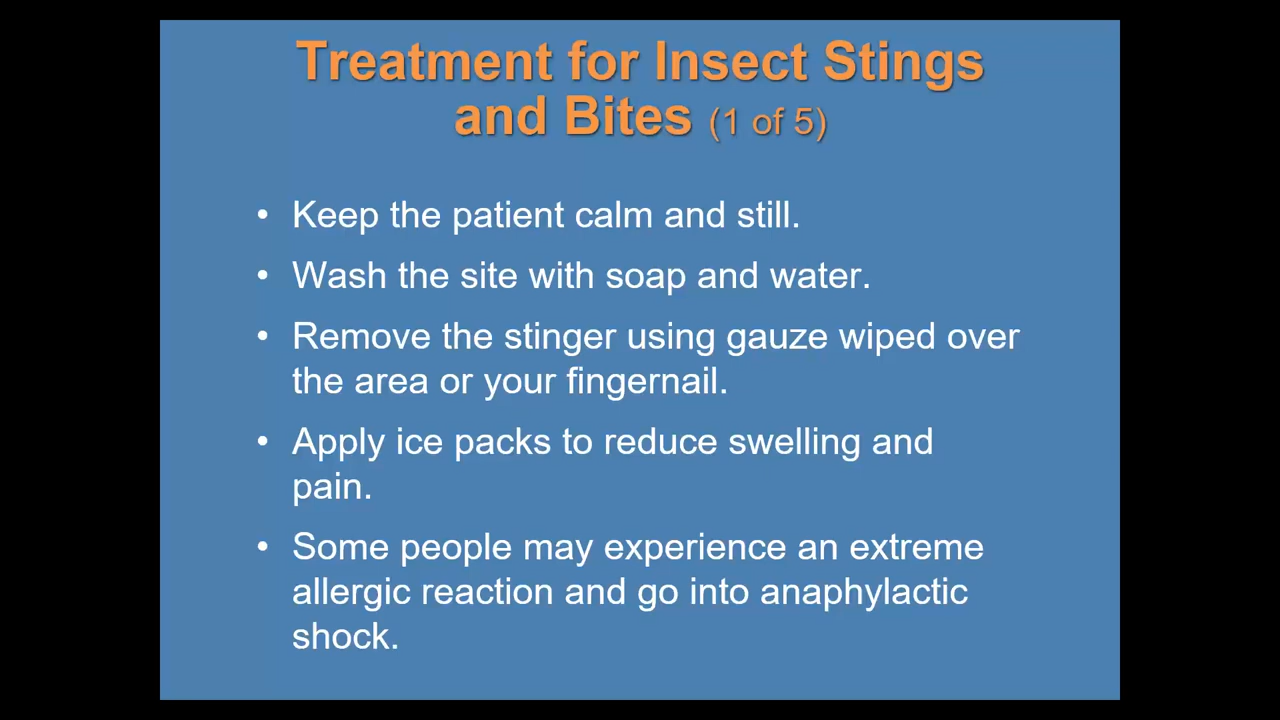 Treatment for Insect Stings
and Bites (1 of 5)
• Keep the patient calm and still.
• Wash the site with soap and water.
• Remove the stinger using gauze wiped over
the area or your fingernail.
• Apply ice packs to reduce swelling and
pain.
• Some people may experience an extreme
allergic reaction and go into anaphylactic
shock.